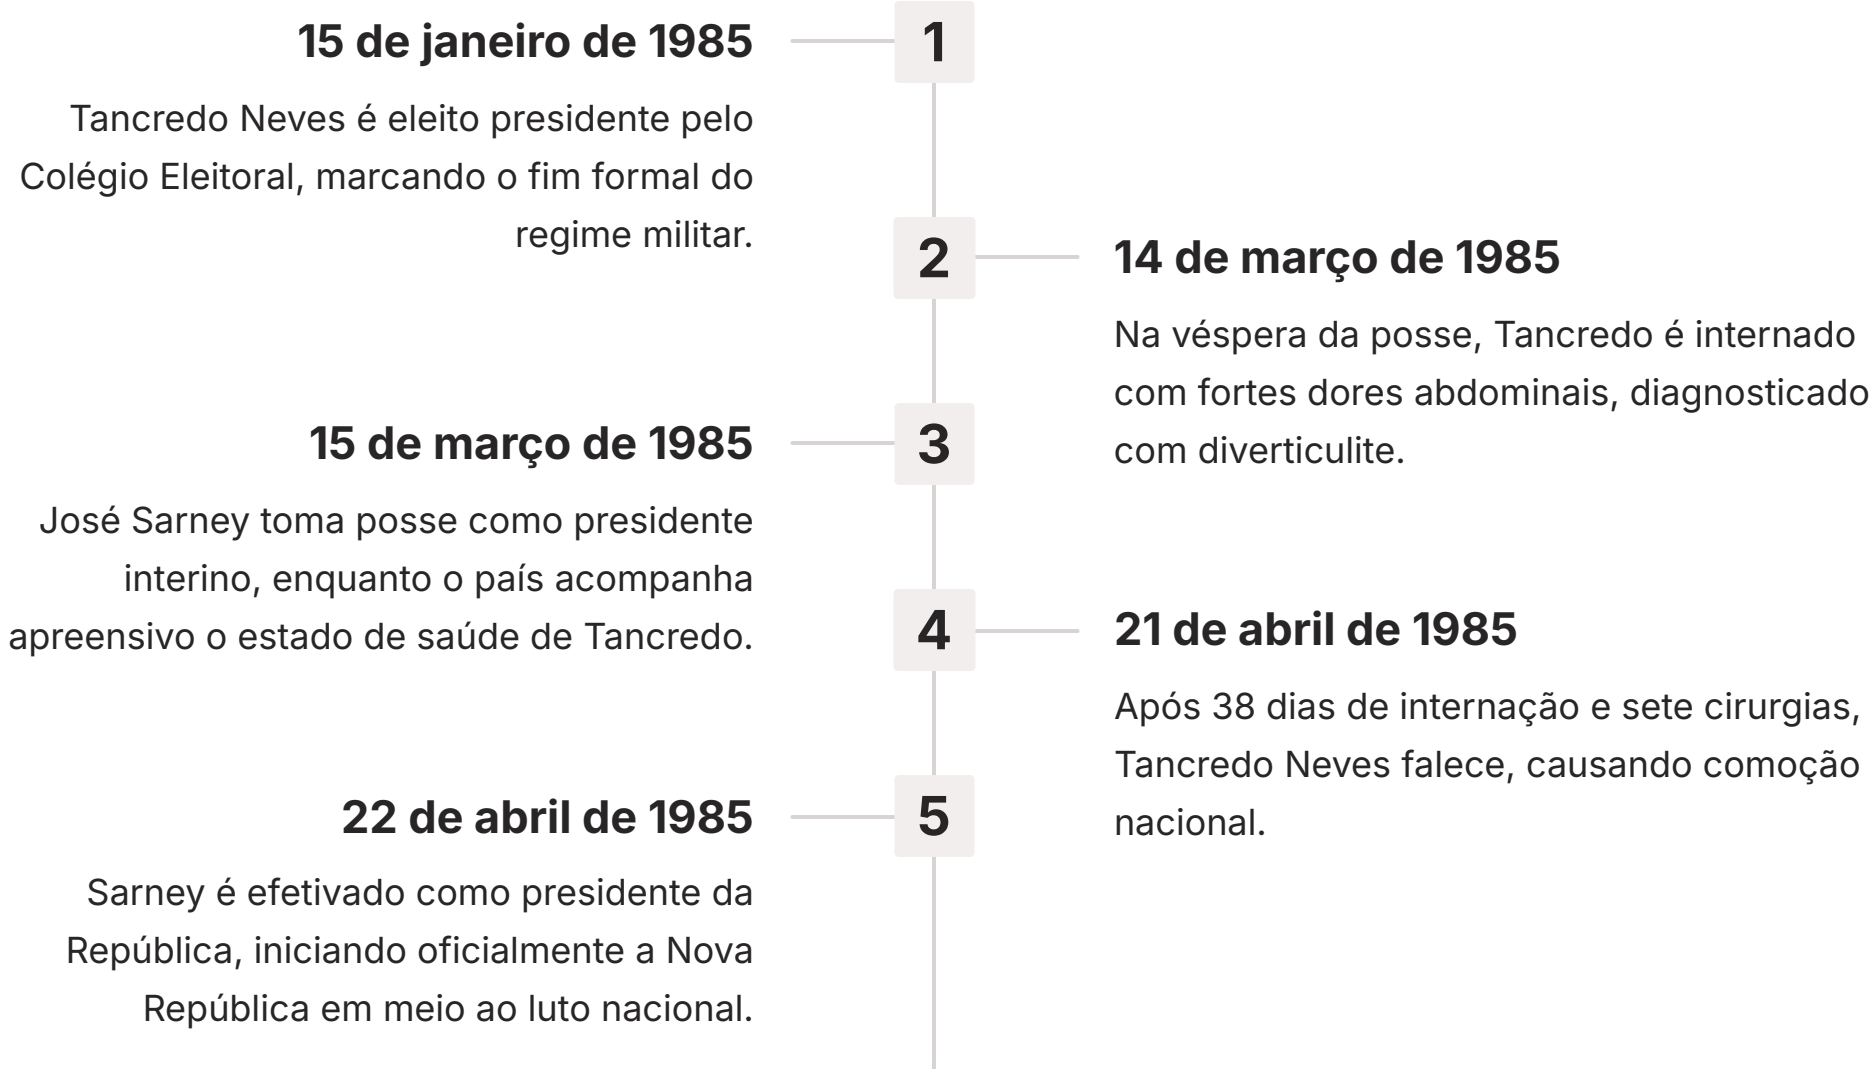 1
15 de janeiro de 1985
Tancredo Neves é eleito presidente pelo
Colégio Eleitoral, marcando o fim formal do
regime militar.
2
14 de março de 1985
Na véspera da posse, Tancredo é internado
com fortes dores abdominais, diagnosticado
com diverticulite.
3
15 de março de 1985
José Sarney toma posse como presidente
interino, enquanto o país acompanha
apreensivo o estado de saúde de Tancredo.
4
21 de abril de 1985
Após 38 dias de internação e sete cirurgias,
Tancredo Neves falece, causando comoção
nacional.
5
22 de abril de 1985
Sarney é efetivado como presidente da
República, iniciando oficialmente a Nova
República em meio ao luto nacional.